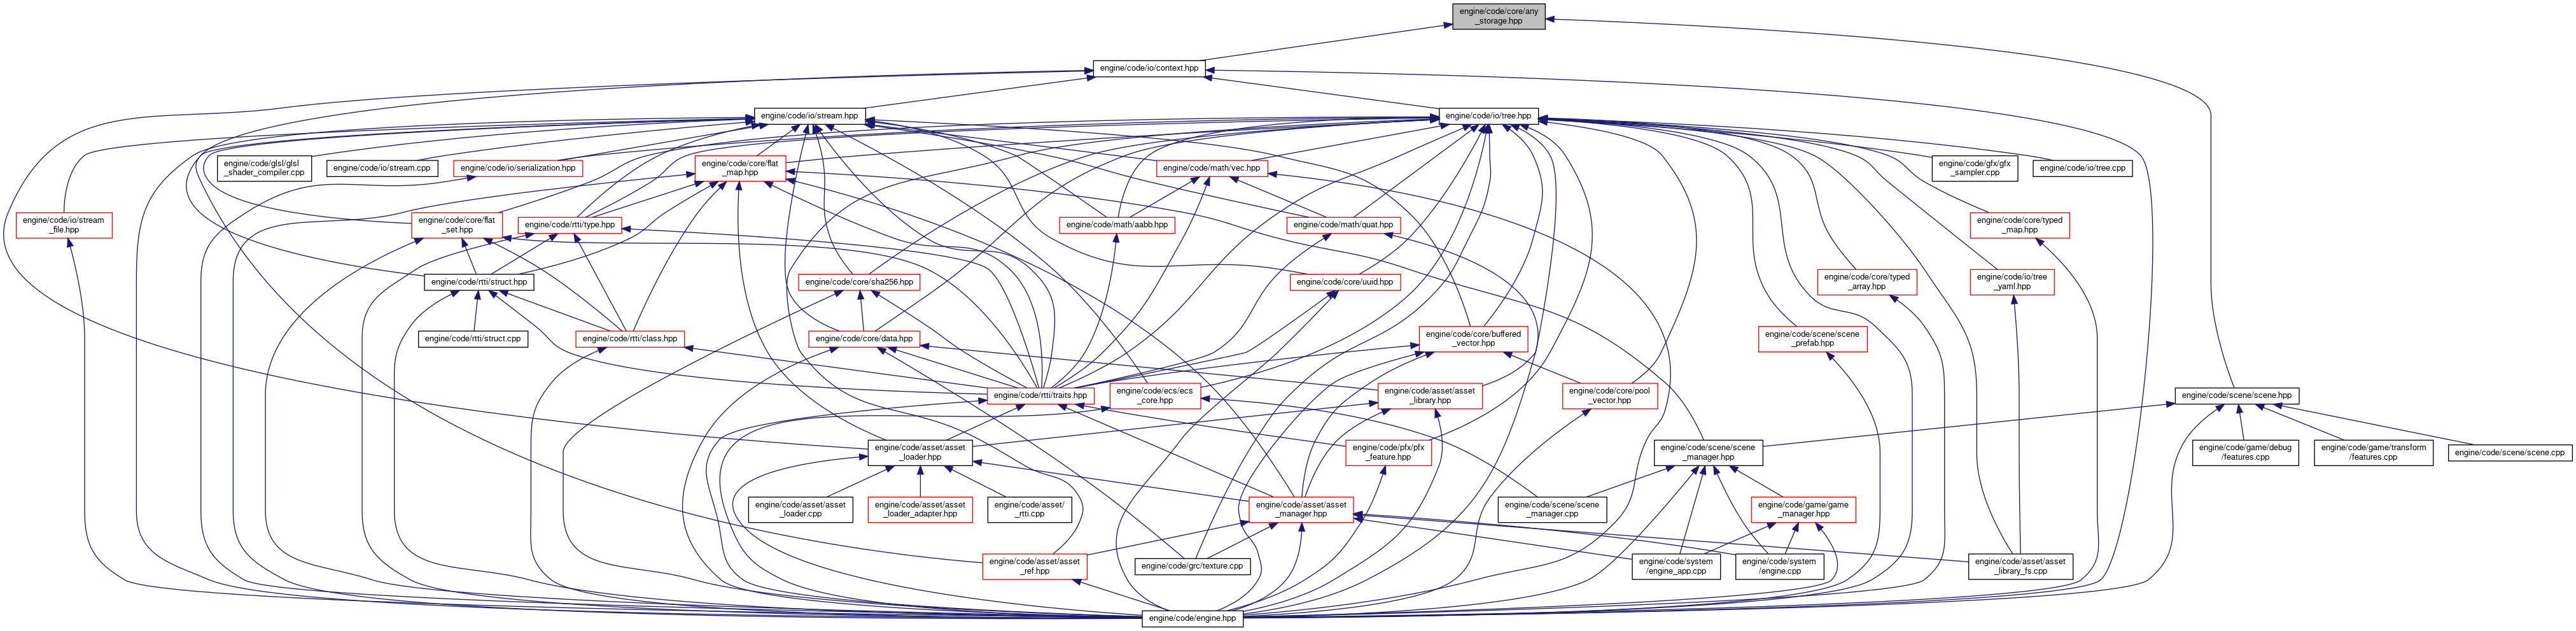 engine/code/core/any
_storage.hpp
engine/code/io/context.hpp
engine/code/io/stream.hpp
engine/code/io/tree.hpp
engine/code/glsl/glsl
_shader_compiler.cpp
engine/code/io/stream.cpp
engine/code/io/serialization.hpp
engine/code/core/flat
_map.hpp
engine/code/math/vec.hpp
engine/code/gfx/gfx
_sampler.cpp
engine/code/io/tree.cpp
engine/code/io/stream
_file.hpp
engine/code/core/flat
_set.hpp
engine/code/rtti/type.hpp
engine/code/math/aabb.hpp
engine/code/math/quat.hpp
engine/code/core/typed
_map.hpp
engine/code/rtti/struct.hpp
engine/code/core/sha256.hpp
engine/code/core/uuid.hpp
engine/code/core/typed
_array.hpp
engine/code/io/tree
_yaml.hpp
engine/code/rtti/struct.cpp
engine/code/rtti/class.hpp
engine/code/core/data.hpp
engine/code/core/buffered
_vector.hpp
engine/code/scene/scene
_prefab.hpp
engine/code/rtti/traits.hpp
engine/code/ecs/ecs
_core.hpp
engine/code/asset/asset
_library.hpp
engine/code/core/pool
_vector.hpp
engine/code/scene/scene.hpp
engine/code/asset/asset
_loader.hpp
engine/code/pfx/pfx
_feature.hpp
engine/code/scene/scene
_manager.hpp
engine/code/game/debug
/features.cpp
engine/code/game/transform
/features.cpp
engine/code/scene/scene.cpp
engine/code/asset/asset
_loader.cpp
engine/code/asset/asset
_loader_adapter.hpp
engine/code/asset/
_rtti.cpp
engine/code/asset/asset
_manager.hpp
engine/code/scene/scene
_manager.cpp
engine/code/game/game
_manager.hpp
engine/code/asset/asset
_ref.hpp
engine/code/grc/texture.cpp
engine/code/system
/engine_app.cpp
engine/code/system
/engine.cpp
engine/code/asset/asset
_library_fs.cpp
engine/code/engine.hpp